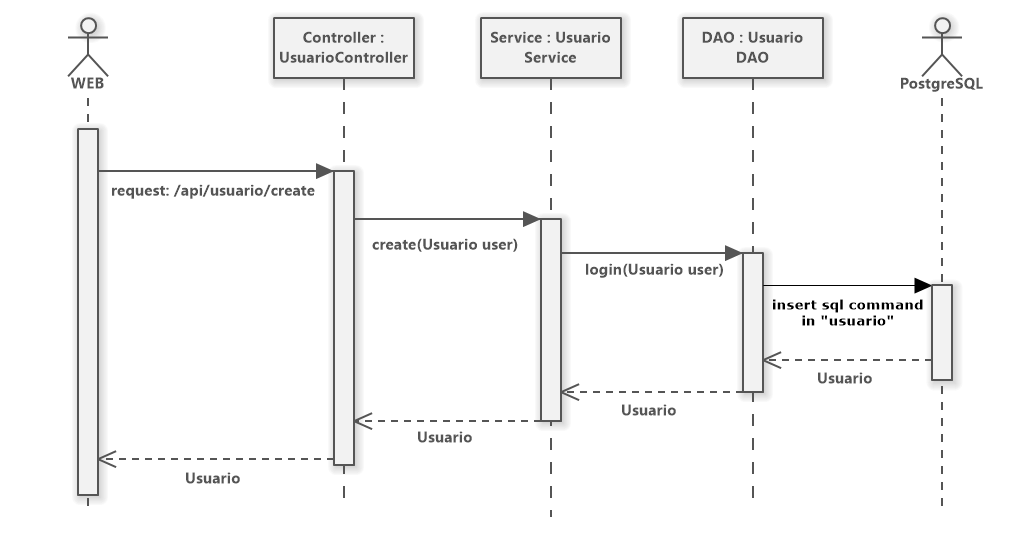 WEB
Controller :
UsuarioController
Service : Usuario
Service
DAO : Usuario
DAO
PostgreSQL
request: /api/usuario/create
create(Usuario user)
login(Usuario user)
insert sql command
in "usuario"
Usuario
Usuario
Usuario
Usuario